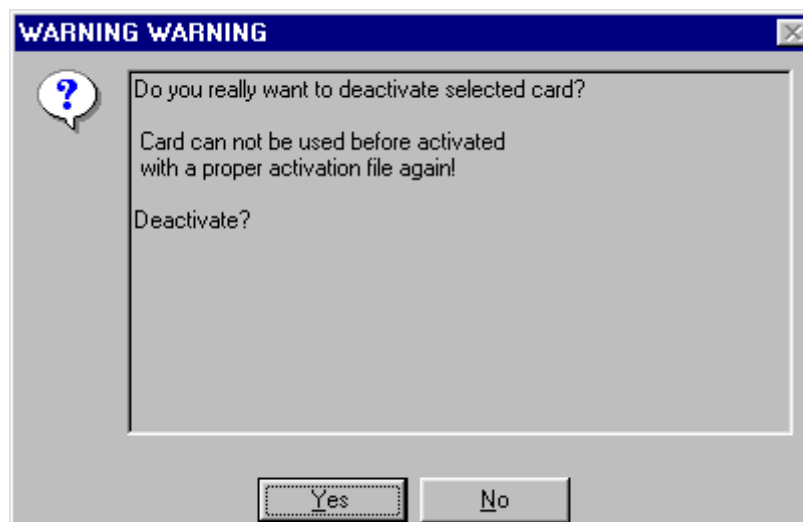 WARNING WARNING
Do you really want to deactivate selected card?
Card can not be used before activated
with a proper activation file again!
Deactivate?
Yes
No